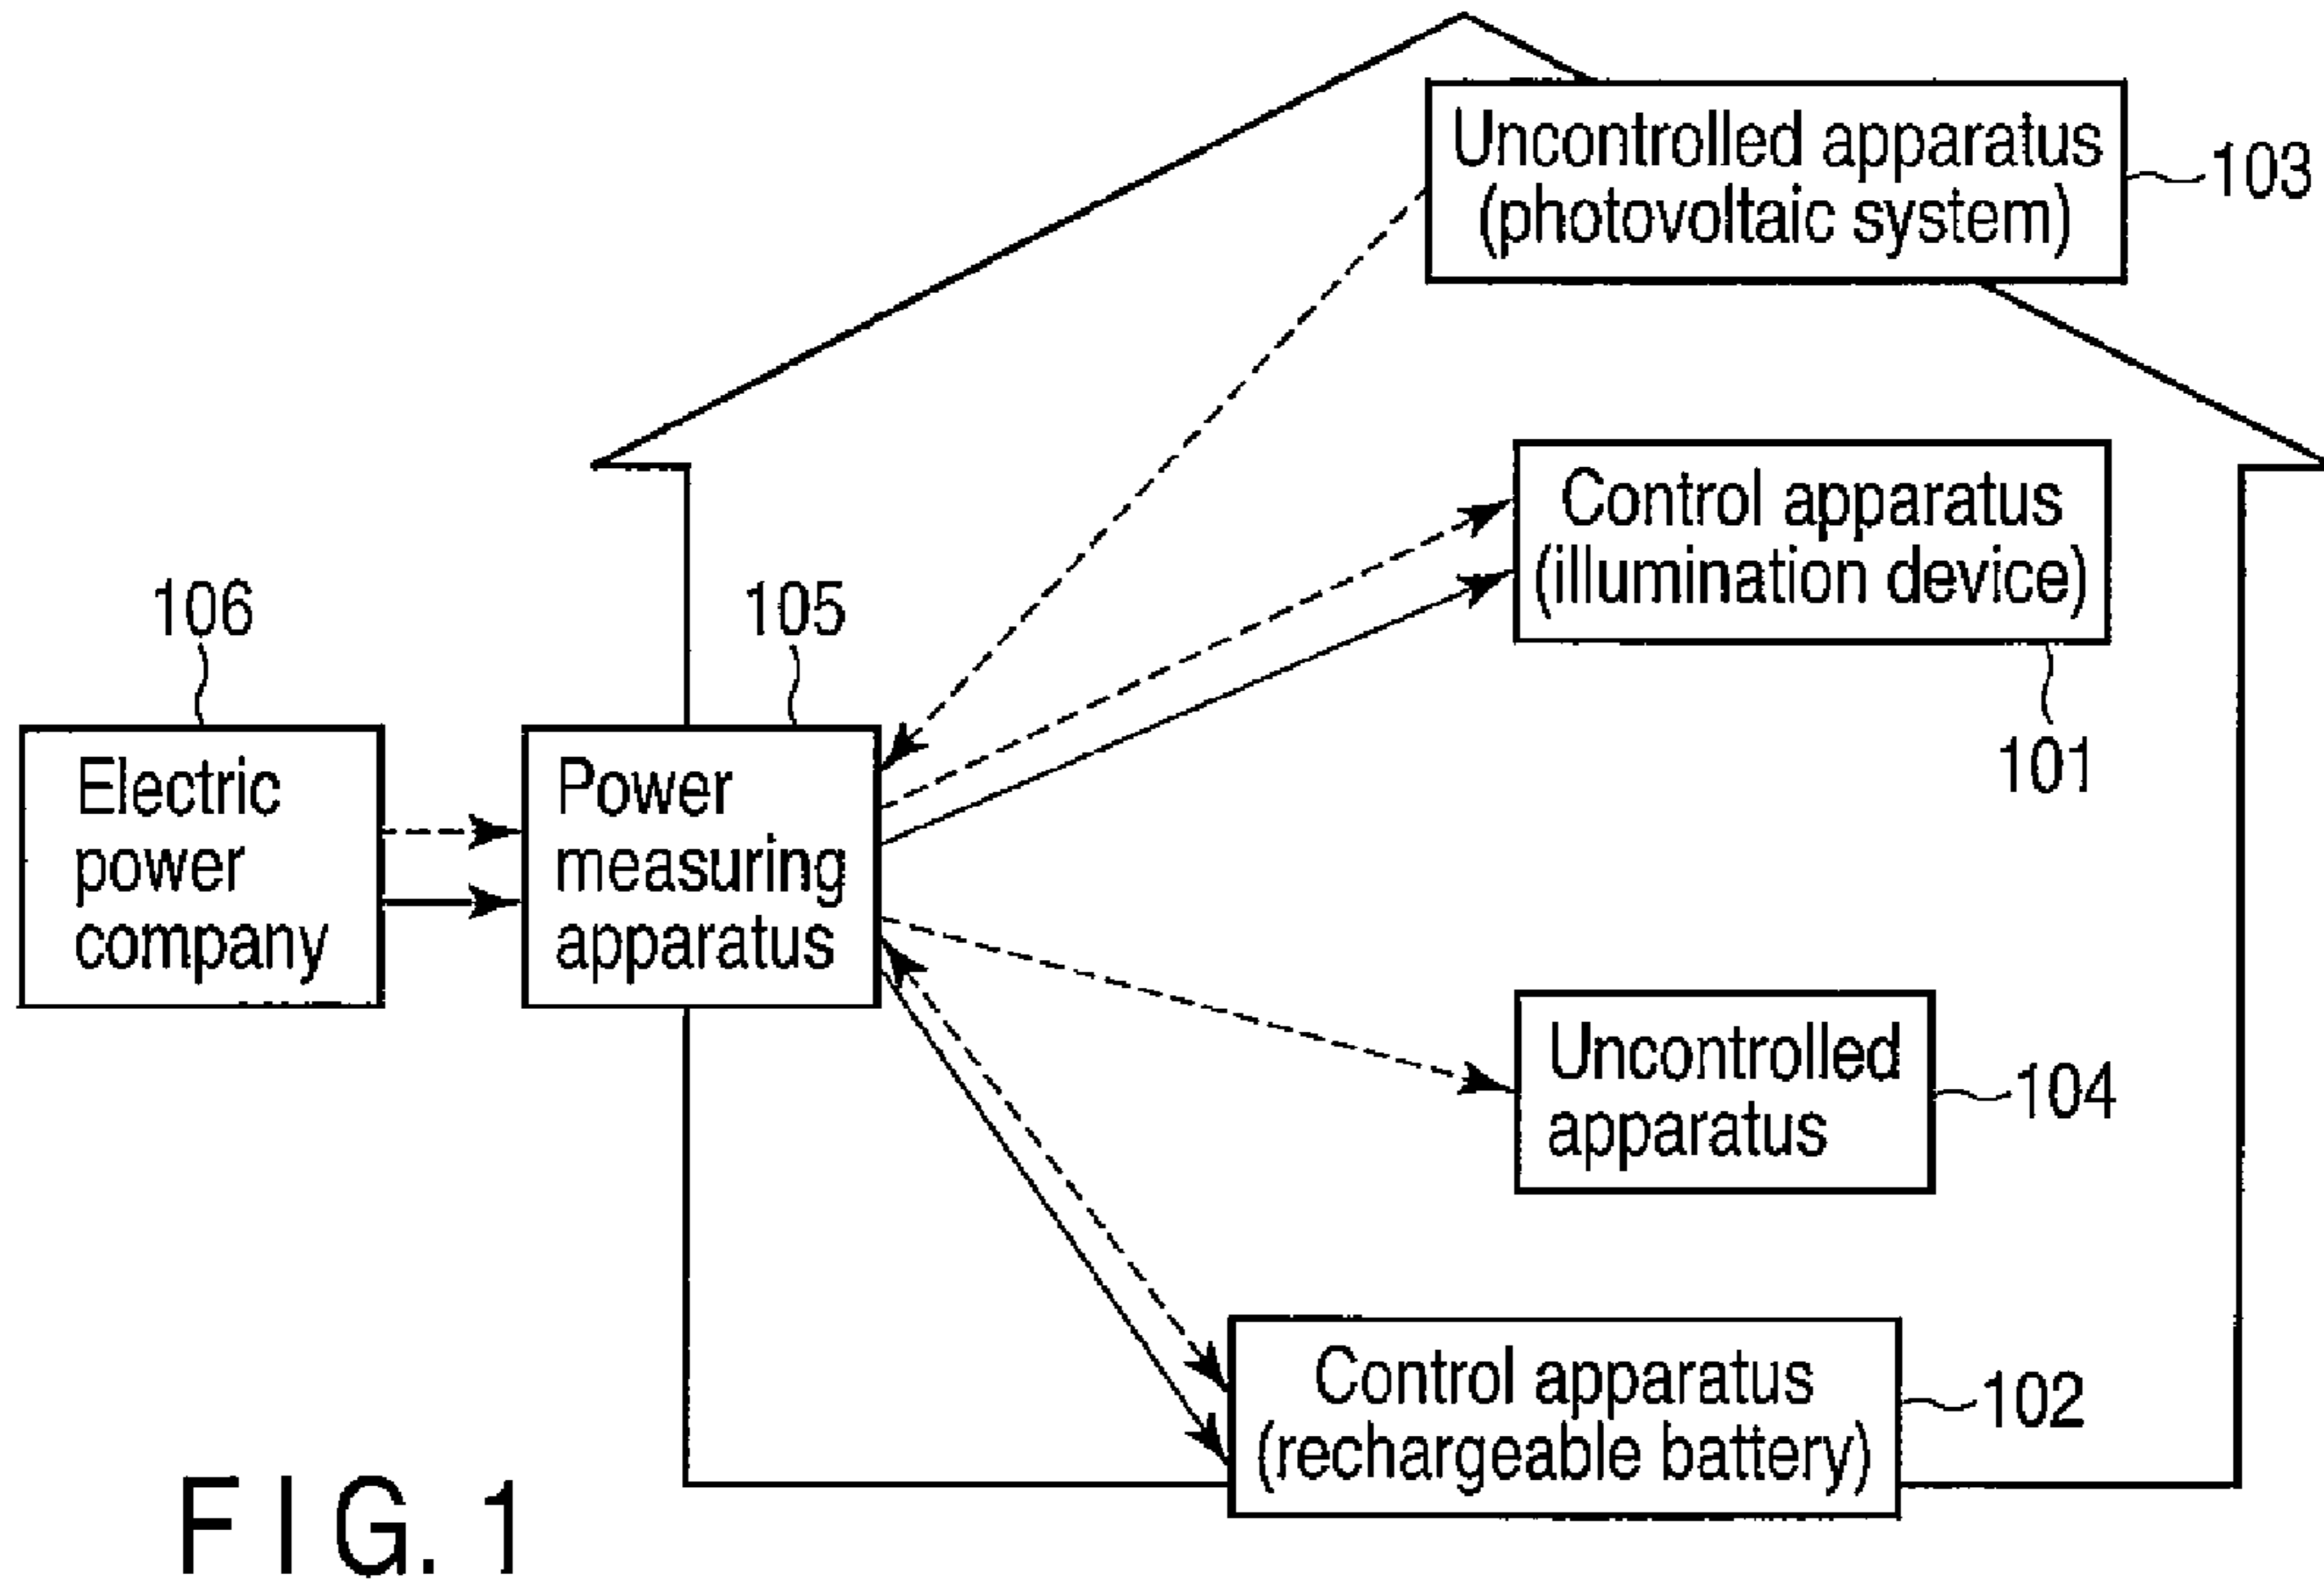 Uncontrolled apparatus
(photovoltaic system)
103
Control apparatus
(illumination device)
101
106
105
Electric
power
company
Power
measuring
apparatus
Uncontrolled
apparatus
104
Control apparatus
(rechargeable battery)
102
FIG. 1